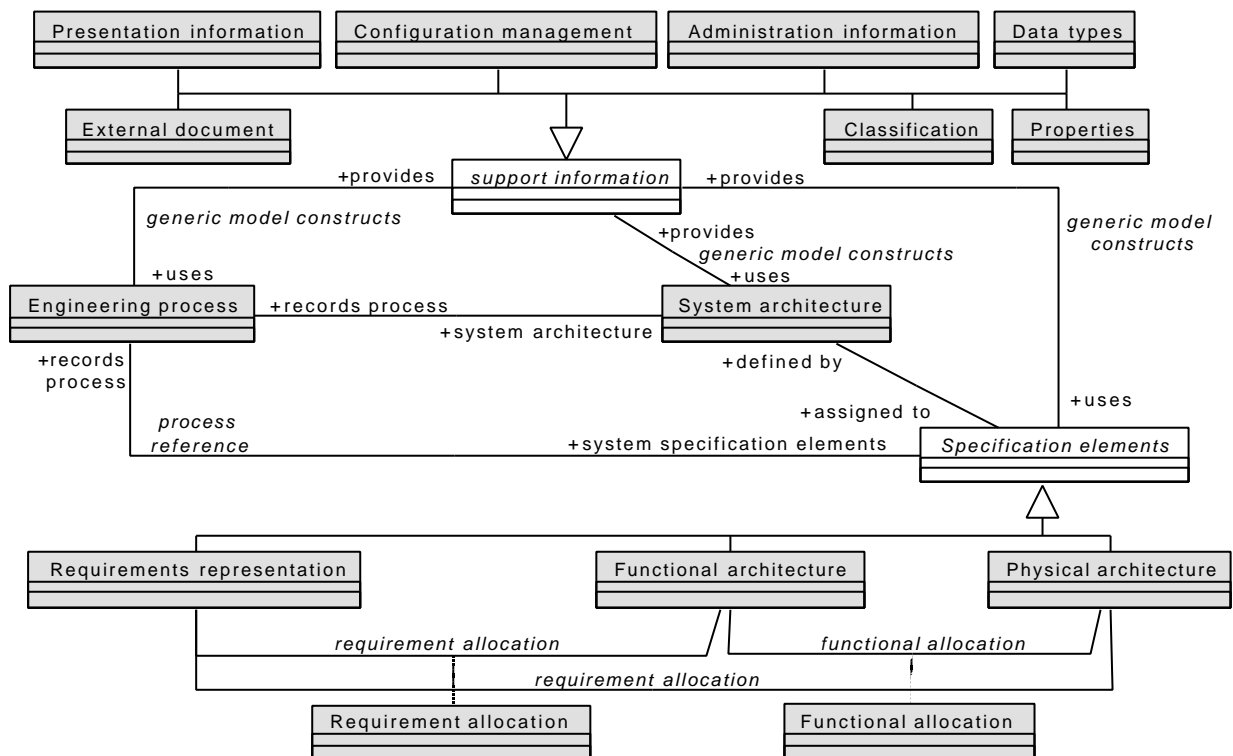 Presentation information
Configuration management
Administration information
Data types
External document
Classification
Properties
+provides
support information
+provides
generic model constructs
+provides
generic model constructs
generic model
constructs
+uses
+uses
Engineering process
+records process
System architecture
+system architecture
+records
process
+defined by
+assigned to
+uses
process
reference
+system specification elements
Specification elements
Requirements representation
Functional architecture
Physical architecture
requirement allocation
functional allocation
requirement allocation
Requirement allocation
Functional allocation